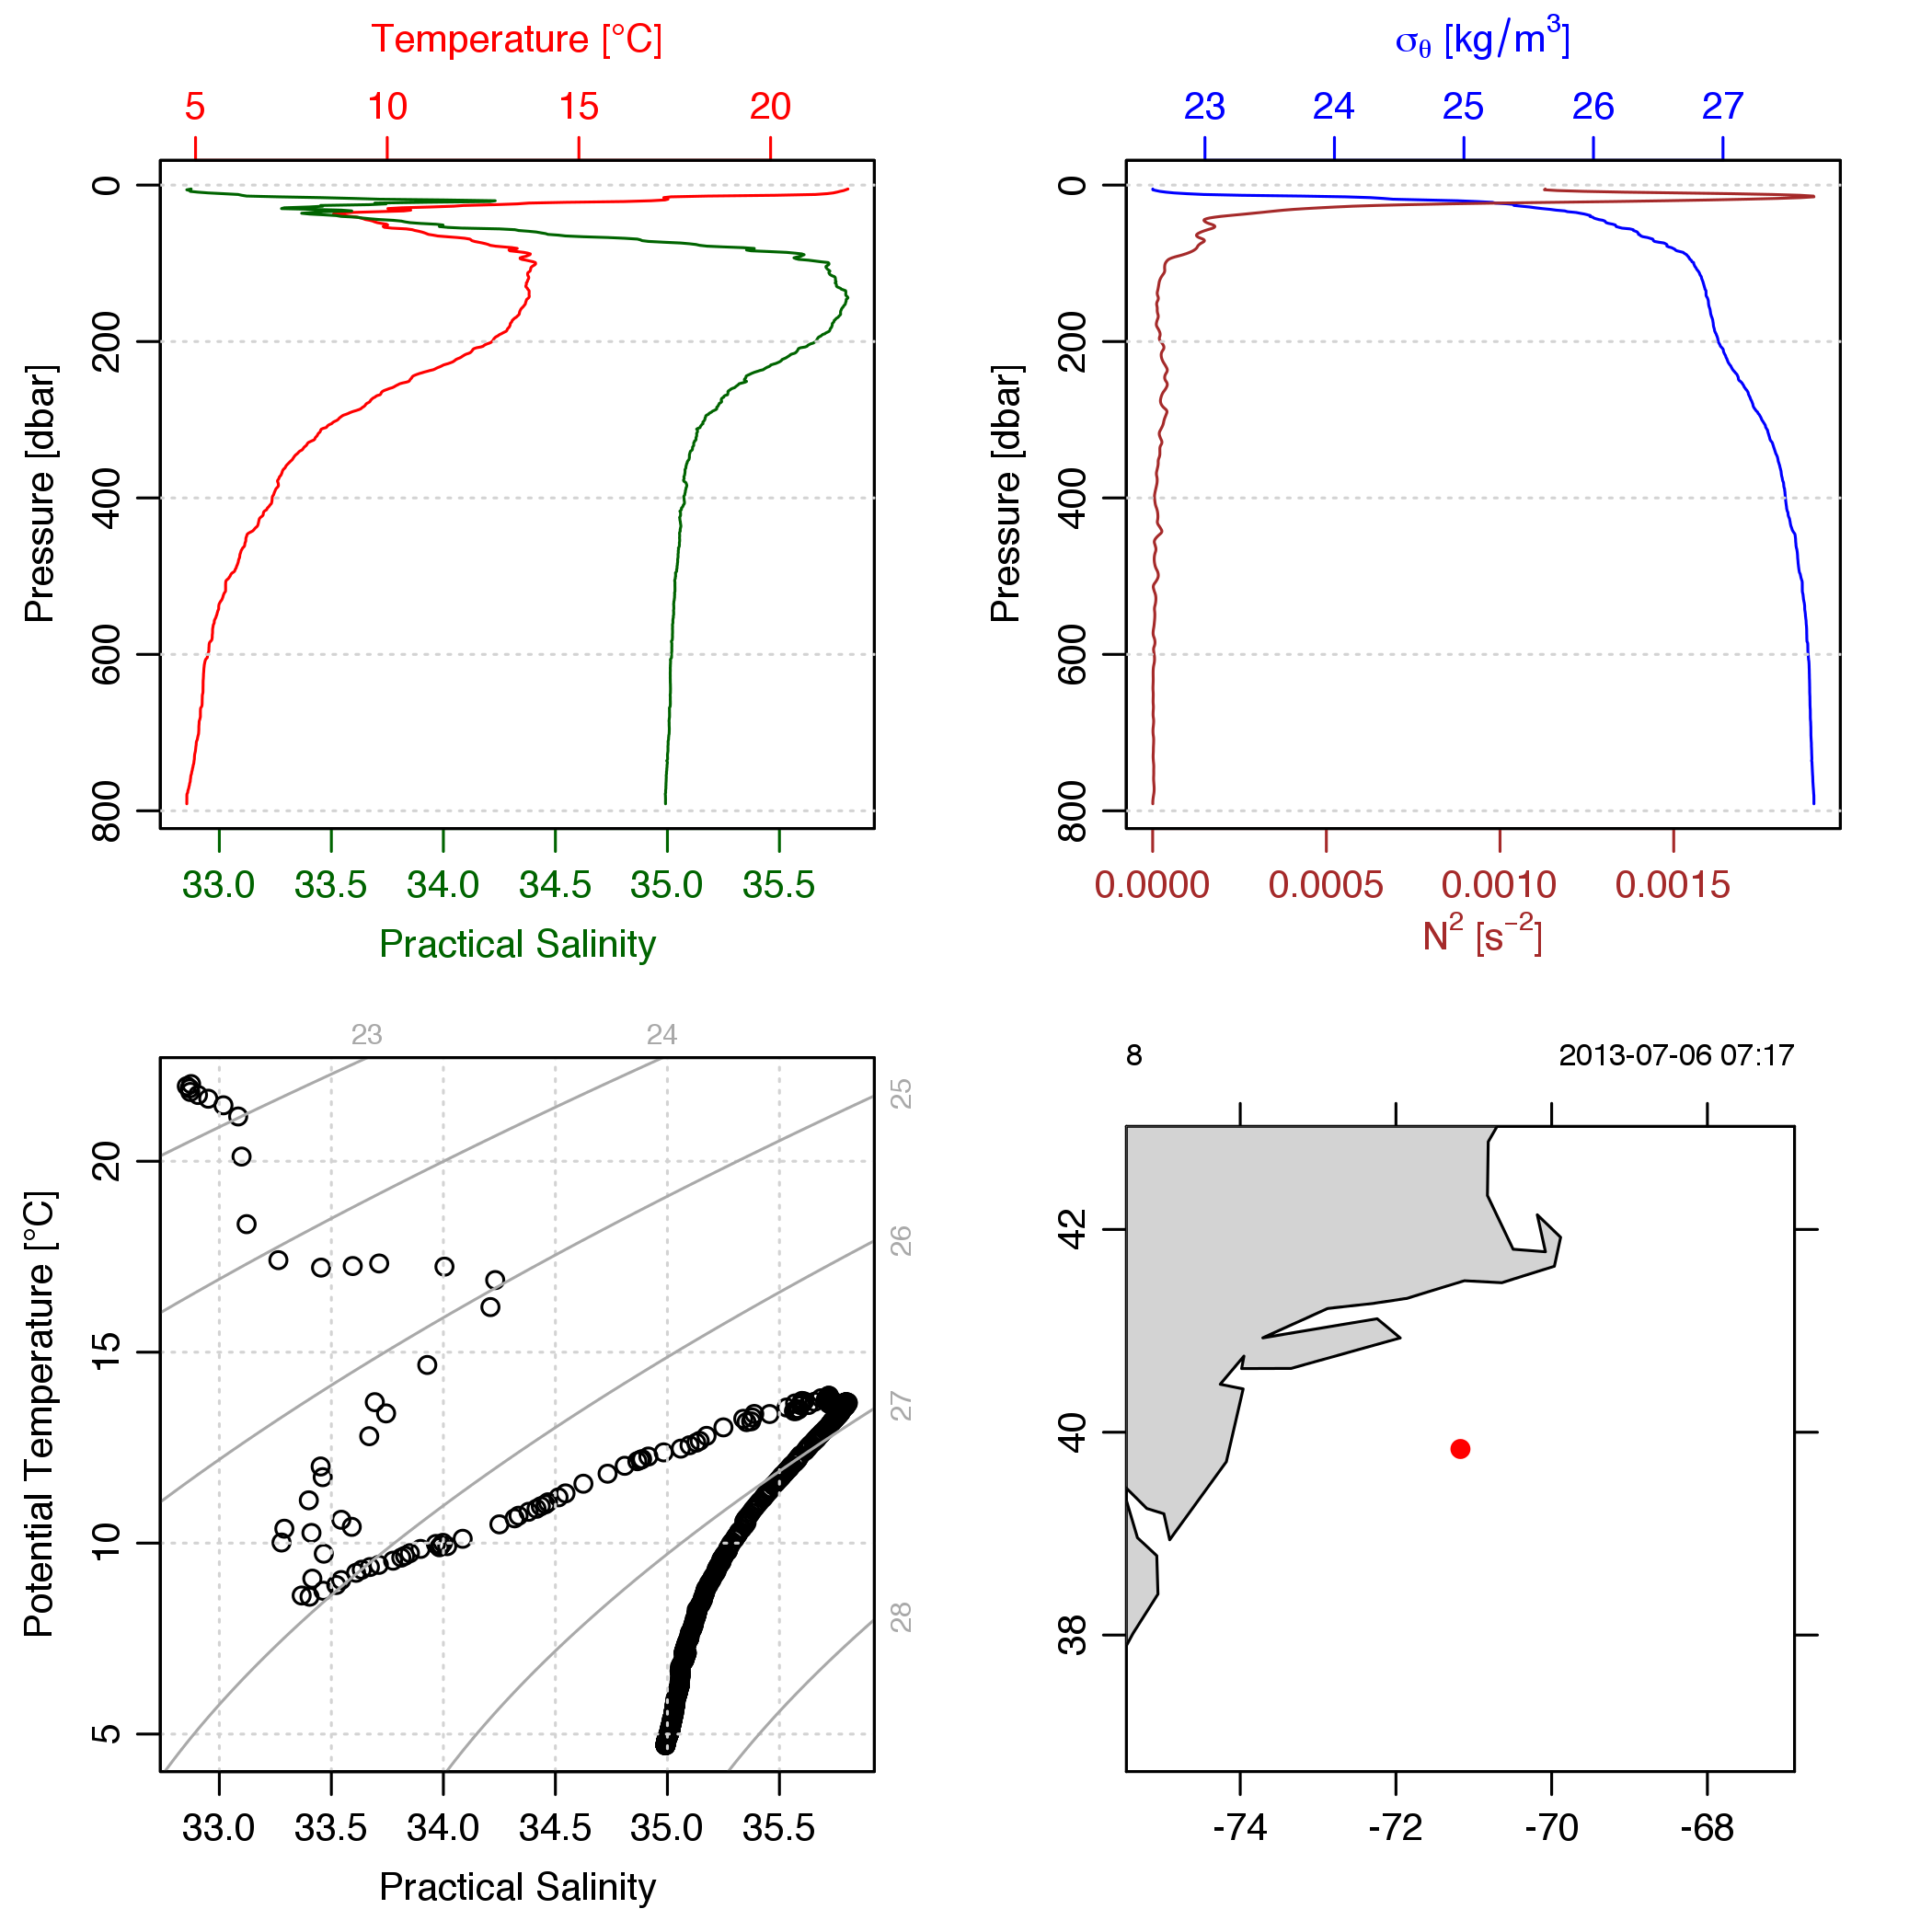 Temperature [°C]
5 10 15 20
0
200
400
600
800
Pressure [dbar]
33.0 33.5 34.0 34.5 35.0 35.5
Practical Salinity
σθ [kg/m³]
23 24 25 26 27
0
200
400
600
800
Pressure [dbar]
0.0000 0.0005 0.0010 0.0015
N² [s⁻²]
23 24
25
26
27
28
20
15
10
5
Potential Temperature [°C]
33.0 33.5 34.0 34.5 35.0 35.5
Practical Salinity
8 2013-07-06 07:17
42
40
38
-74 -72 -70 -68